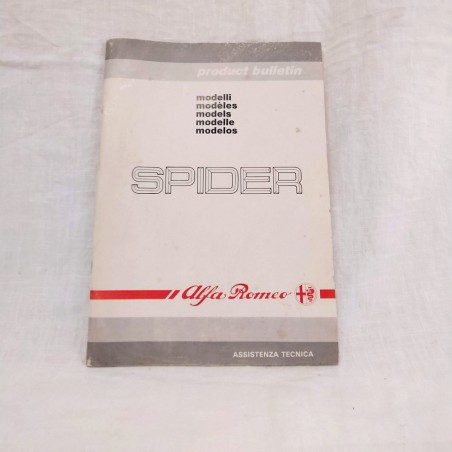 product bulletin
modelli
modèles
models
modelle
modelos
SPIDER
Alfa Romeo
ASSISTENZA TECNICA